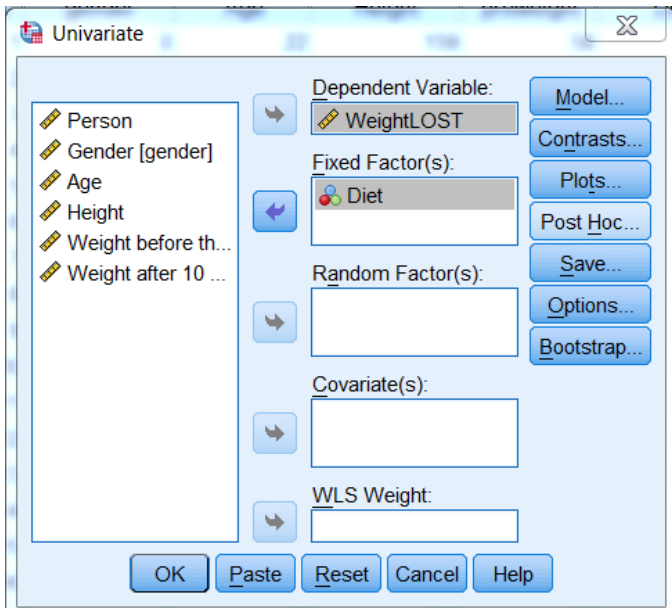 Univariate
Person
Gender [gender]
Age
Height
Weight before th...
Weight after 10 ...
Dependent Variable:
WeightLOST
Fixed Factor(s):
Diet
Random Factor(s):
Covariate(s):
WLS Weight:
Model...
Contrasts...
Plots...
Post Hoc...
Save...
Options...
Bootstrap...
OK Paste Reset Cancel Help